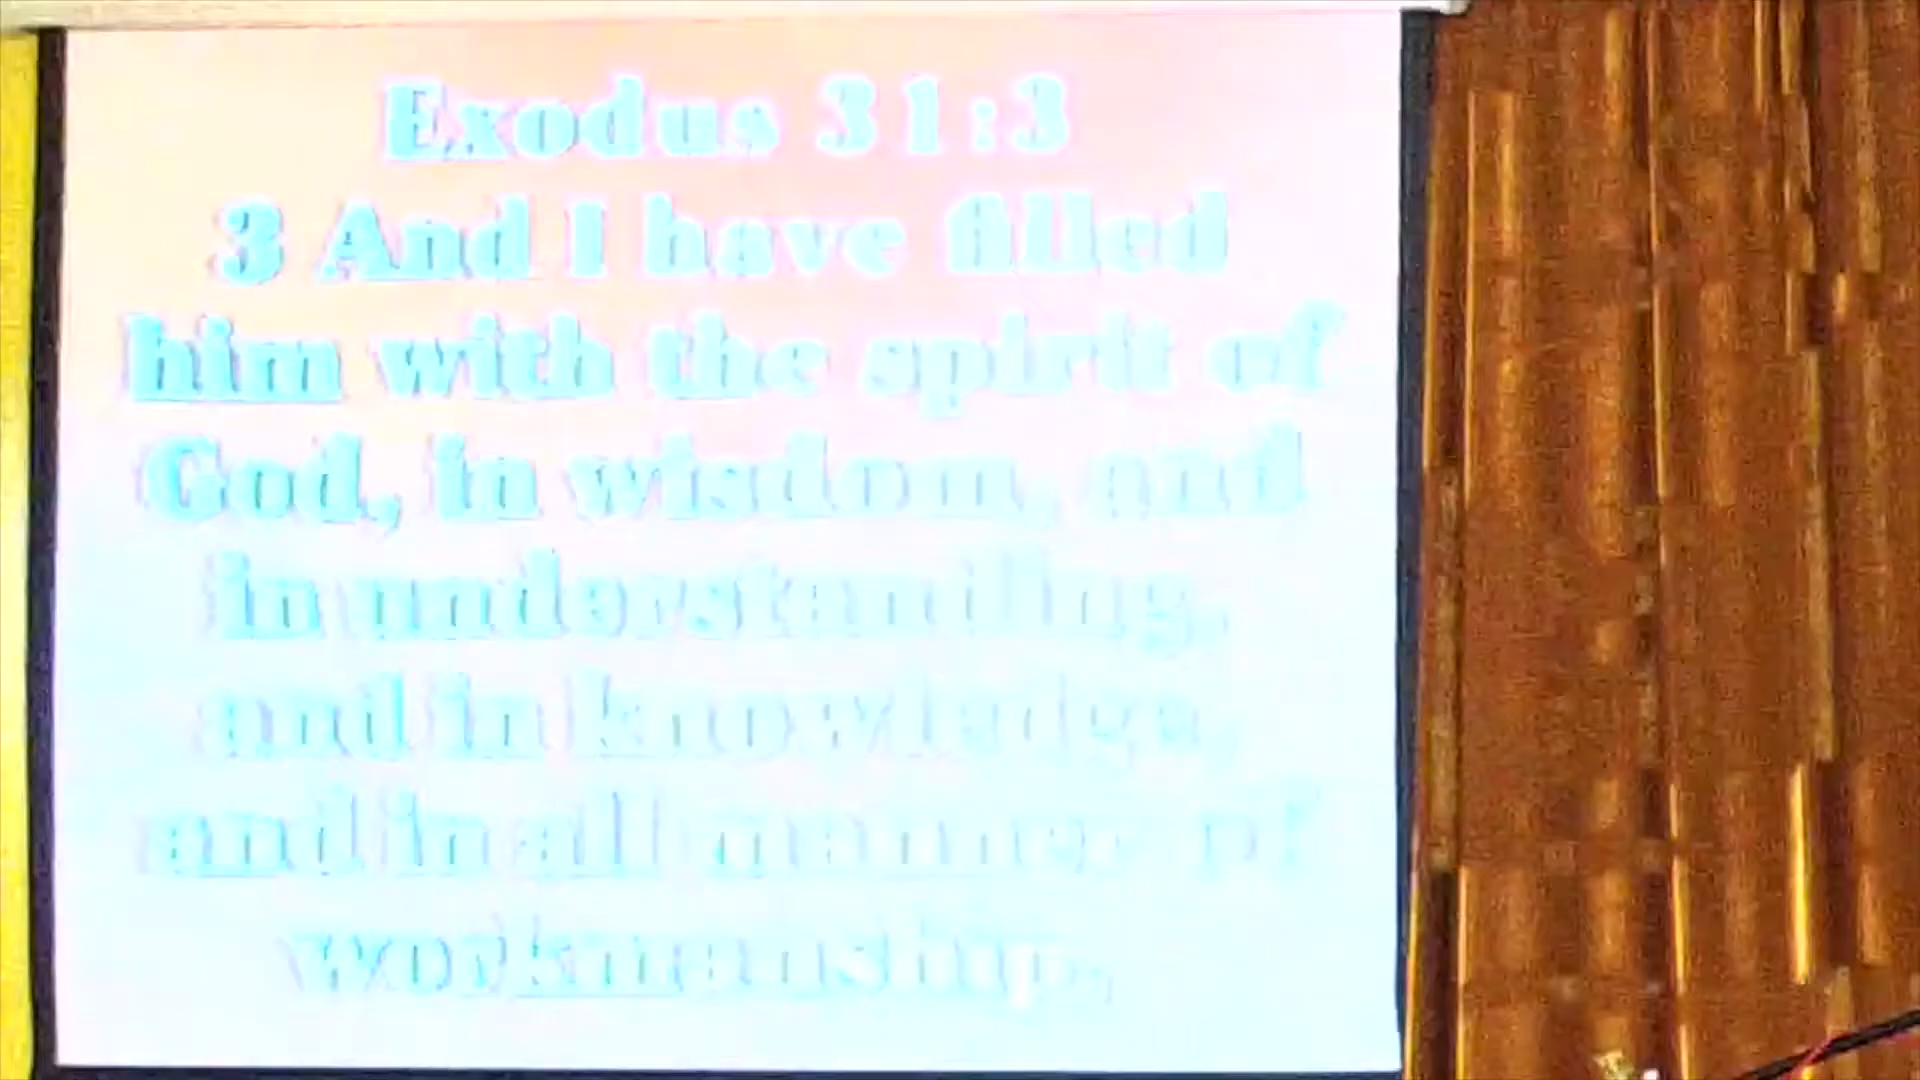 Exodus 31:3
3 And I have filled
him with the spirit of
God, in wisdom, and
in understanding,
and in knowledge,
and in all manner of
workmanship,